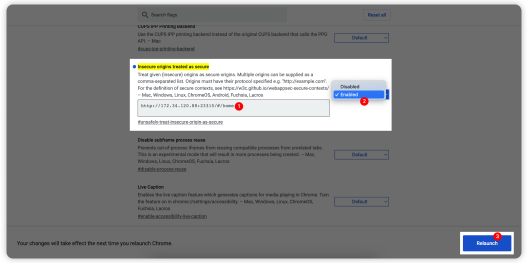 Search flags
Reset all
CUPS IPP Printing Backend
Use the CUPS IPP printing backend instead of the original CUPS backend that calls the PPD
API. – Mac
#cups-ipp-printing-backend
Default
Insecure origins treated as secure
Treat given (insecure) origins as secure origins. Multiple origins can be supplied as a
comma-separated list. Origins must have their protocol specified e.g. "http://example.com".
For the definition of secure contexts, see https://w3c.github.io/webappsec-secure-contexts/
– Mac, Windows, Linux, ChromeOS, Android, Fuchsia, Lacros
Disabled
✓ Enabled
2
http://172.34.120.88:23313/#/home
1
#unsafely-treat-insecure-origin-as-secure
Disable subframe process reuse
Prevents out-of-process iframes from reusing compatible processes from unrelated tabs.
This is an experimental mode that will result in more processes being created. – Mac,
Windows, Linux, ChromeOS, Fuchsia, Lacros
#disable-process-reuse
Default
Live Caption
Enables the live caption feature which generates captions for media playing in Chrome. Turn
the feature on in chrome://settings/accessibility. – Mac, Windows, Linux, ChromeOS,
Fuchsia, Lacros
#enable-accessibility-live-caption
Default
Your changes will take effect the next time you relaunch Chrome.
3
Relaunch